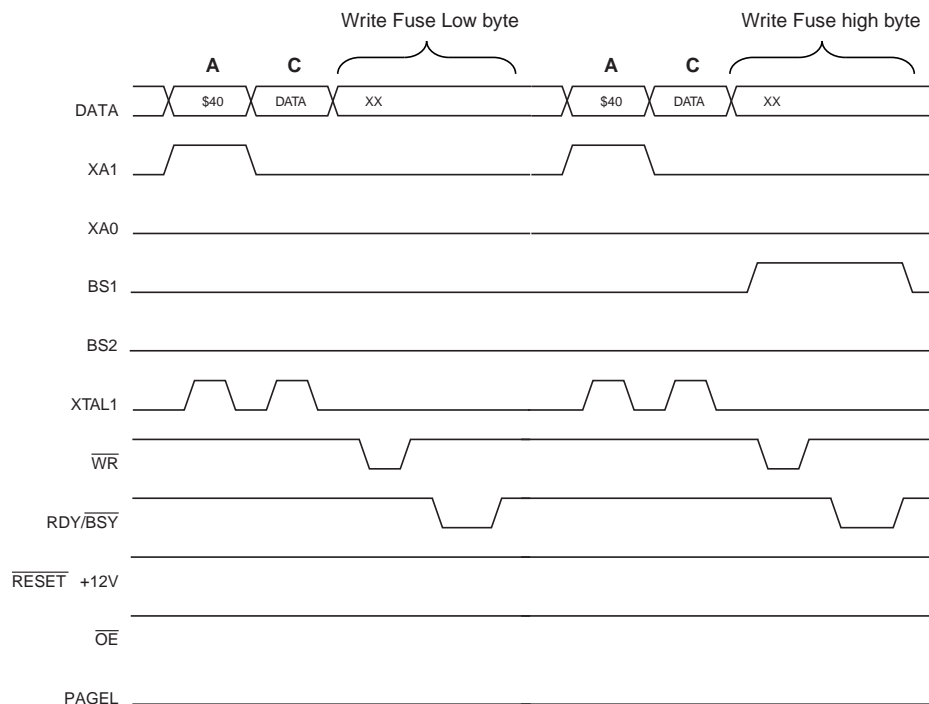 Write Fuse Low byte Write Fuse high byte
A C A C
DATA $40 DATA XX $40 DATA XX
XA1
XA0
BS1
BS2
XTAL1
WR
RDY/BSY
RESET +12V
OE
PAGEL